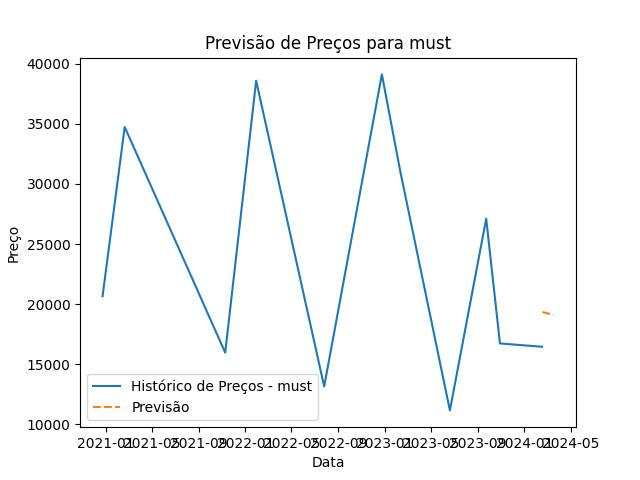 Previsão de Preços para must
Preço
40000
35000
30000
25000
20000
15000
10000
Histórico de Preços - must
Previsão
2021-01 2021-05 2021-09 2022-01 2022-05 2022-09 2023-01 2023-05 2023-09 2024-01 2024-05
Data